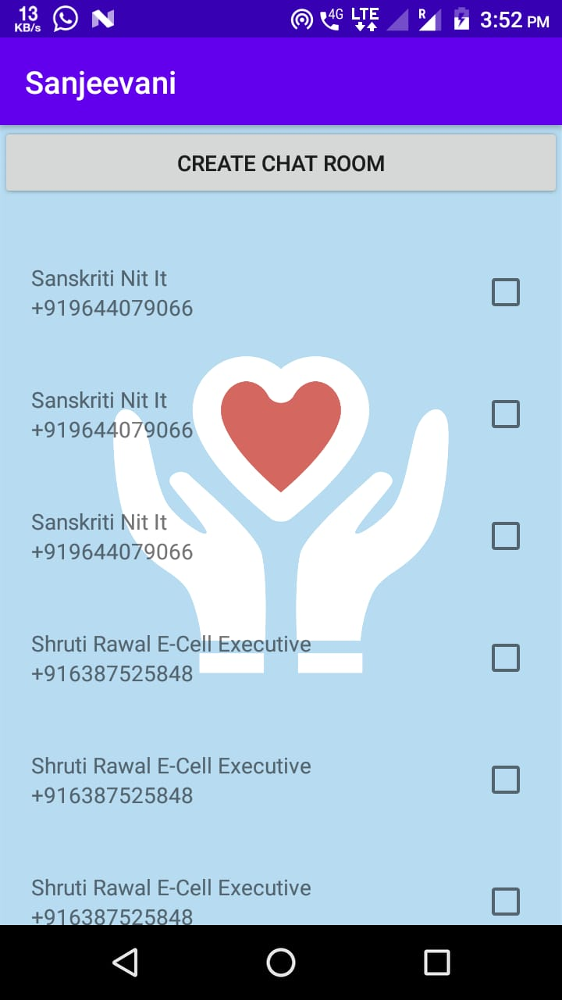 13
KB/s
4G
LTE
R
3:52 PM
Sanjeevani
CREATE CHAT ROOM
Sanskriti Nit It
+919644079066
Sanskriti Nit It
+919644079066
Sanskriti Nit It
+919644079066
Shruti Rawal E-Cell Executive
+916387525848
Shruti Rawal E-Cell Executive
+916387525848
Shruti Rawal E-Cell Executive
+916387525848